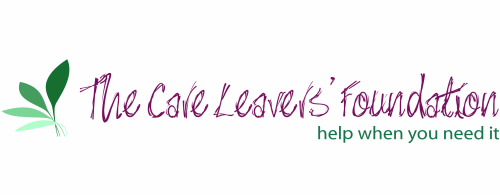 The Care Leavers' Foundation
help when you need it